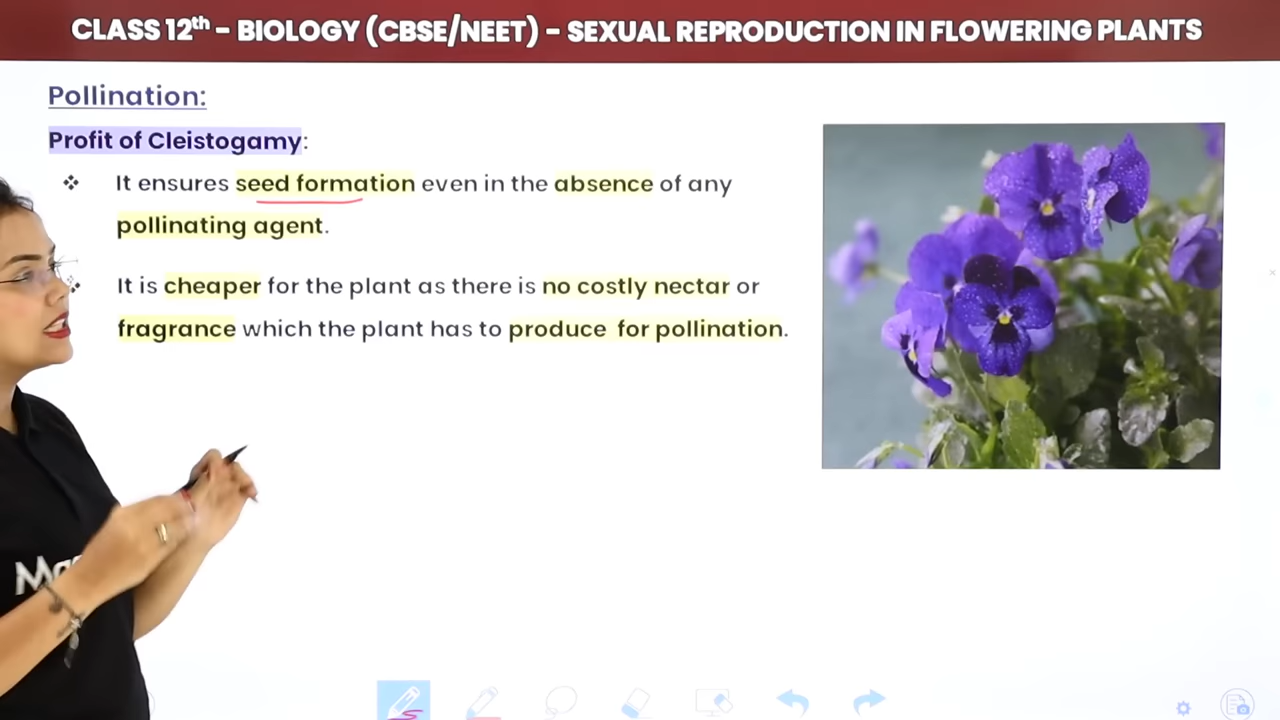 CLASS 12th – BIOLOGY (CBSE/NEET) – SEXUAL REPRODUCTION IN FLOWERING PLANTS
Pollination:
Profit of Cleistogamy:
❖ It ensures seed formation even in the absence of any
pollinating agent.
It is cheaper for the plant as there is no costly nectar or
fragrance which the plant has to produce for pollination.